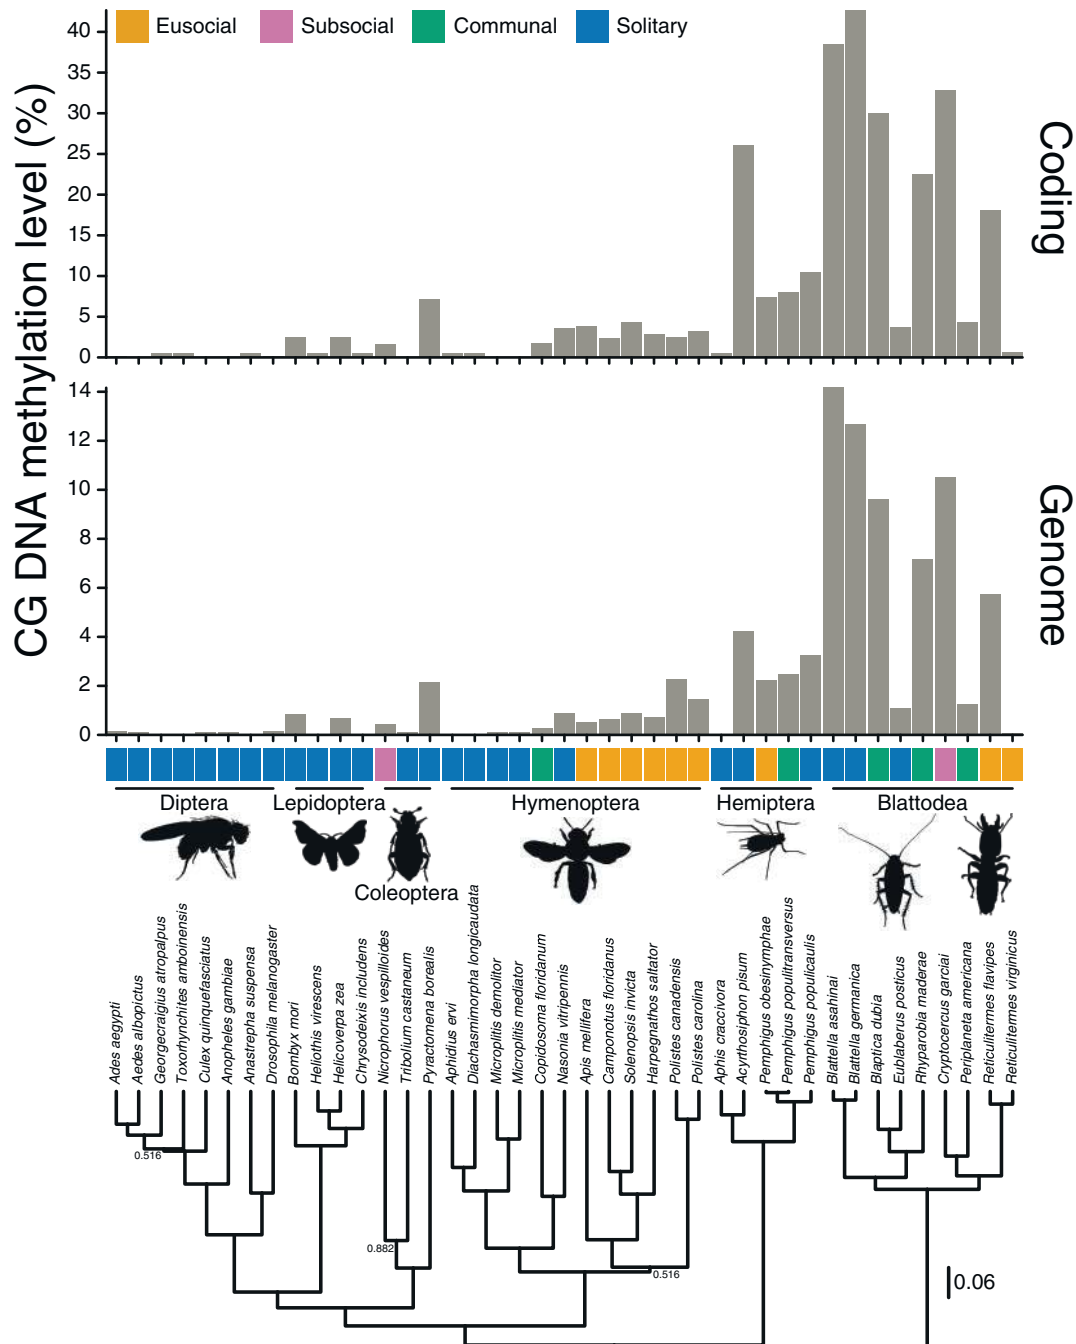 Eusocial
Subsocial
Communal
Solitary
CG DNA methylation level (%)
40
35
30
25
20
15
10
5
0
Coding
14
12
10
8
6
4
2
0
Genome
Diptera
Lepidoptera
Hymenoptera
Hemiptera
Blattodea
Coleoptera
Ades aegypti
Aedes albopictus
Georgecraigius atropalpus
Toxorhynchites amboinensis
Culex quinquefasciatus
Anopheles gambiae
Anastrepha suspensa
Drosophila melanogaster
Bombyx mori
Heliothis virescens
Helicoverpa zea
Chrysodeixis includens
Nicrophorus vespilloides
Tribolium castaneum
Pyractomena borealis
Aphidius ervi
Diachasmimorpha longicaudata
Microplitis demolitor
Microplitis mediator
Copidosoma floridanum
Nasonia vitripennis
Apis mellifera
Camponotus floridanus
Solenopsis invicta
Harpegnathos saltator
Polistes canadensis
Polistes carolina
Aphis craccivora
Acyrthosiphon pisum
Pemphigus obesinymphae
Pemphigus populitransversus
Pemphigus populicaulis
Blattella asahinai
Blattella germanica
Blaptica dubia
Eublaberus posticus
Rhyparobia maderae
Cryptocercus garciai
Periplaneta americana
Reticulitermes flavipes
Reticulitermes virginicus
0.516
0.882
0.516
0.06